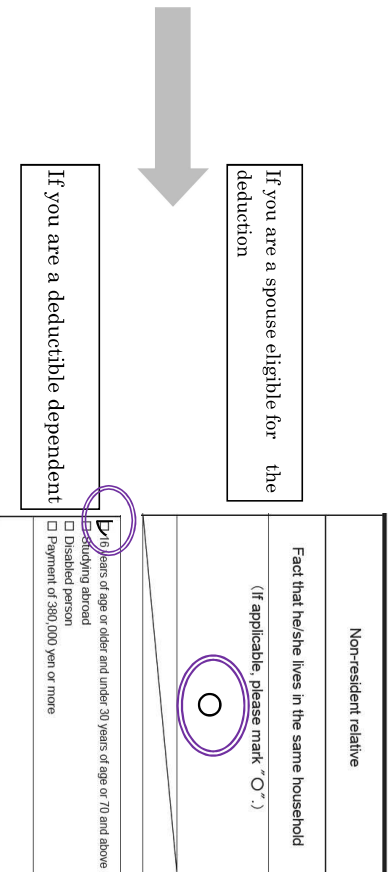 Non-resident relative
Fact that he/she lives in the same household
(If applicable, please mark "○".)
If you are a spouse eligible for the
deduction
○
If you are a deductible dependent
□16 years of age or older and under 30 years of age or 70 and above
□ Studying abroad
□ Disabled person
□ Payment of 380,000 yen or more